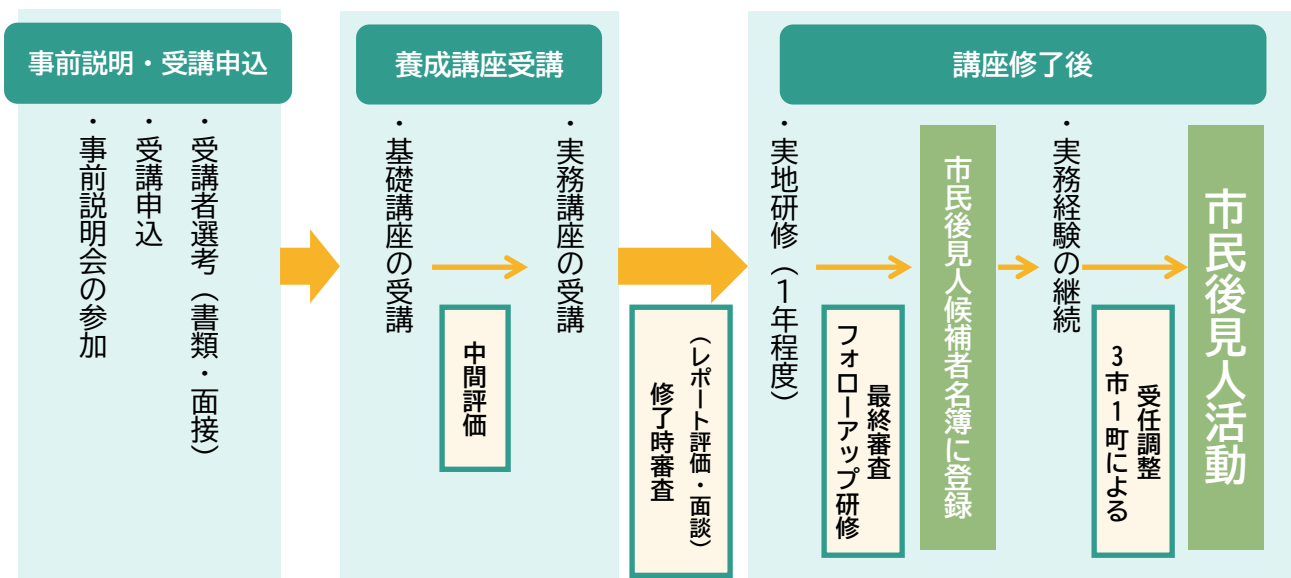 事前説明・受講申込
・事前説明会の参加
・受講申込
・受講者選考（書類・面接）
養成講座受講
・基礎講座の受講
中間評価
・実務講座の受講
修了時審査
（レポート評価・面談）
講座修了後
・実地研修（１年程度）
フォローアップ研修
最終審査
市民後見人候補者名簿に登録
・実務経験の継続
３市１町による
受任調整
市民後見人活動